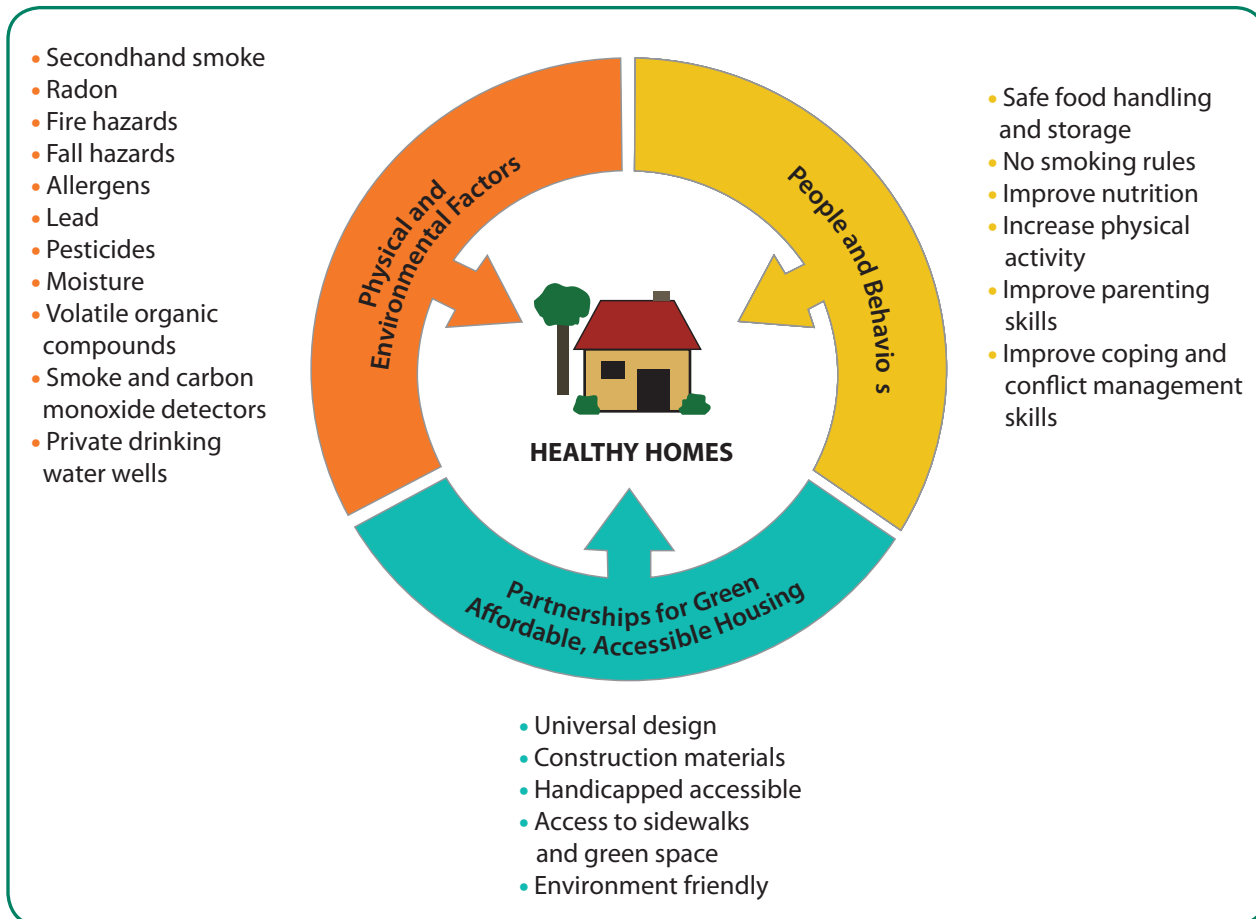 • Secondhand smoke
• Radon
• Fire hazards
• Fall hazards
• Allergens
• Lead
• Pesticides
• Moisture
• Volatile organic
compounds
• Smoke and carbon
monoxide detectors
• Private drinking
water wells
Physical and
Environmental Factors
People and Behavio s
• Safe food handling
and storage
• No smoking rules
• Improve nutrition
• Increase physical
activity
• Improve parenting
skills
• Improve coping and
conflict management
skills
HEALTHY HOMES
Partnerships for Green
Affordable, Accessible Housing
• Universal design
• Construction materials
• Handicapped accessible
• Access to sidewalks
and green space
• Environment friendly